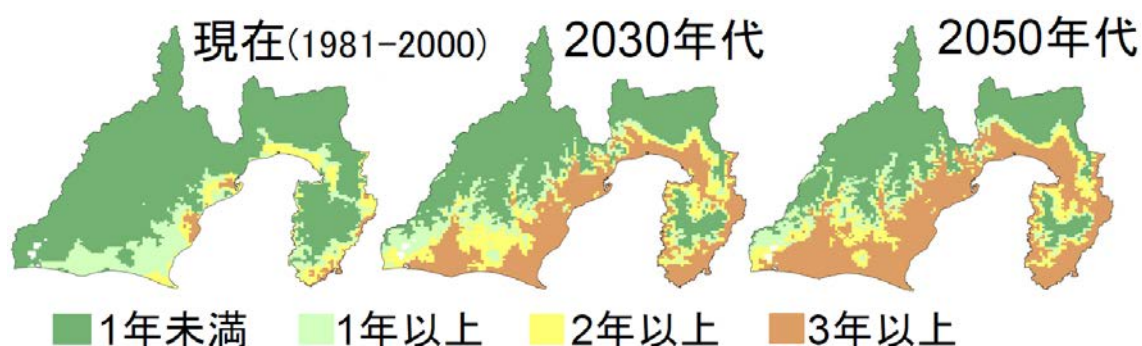 現在(1981-2000)
2030年代
2050年代
1年未満
1年以上
2年以上
3年以上